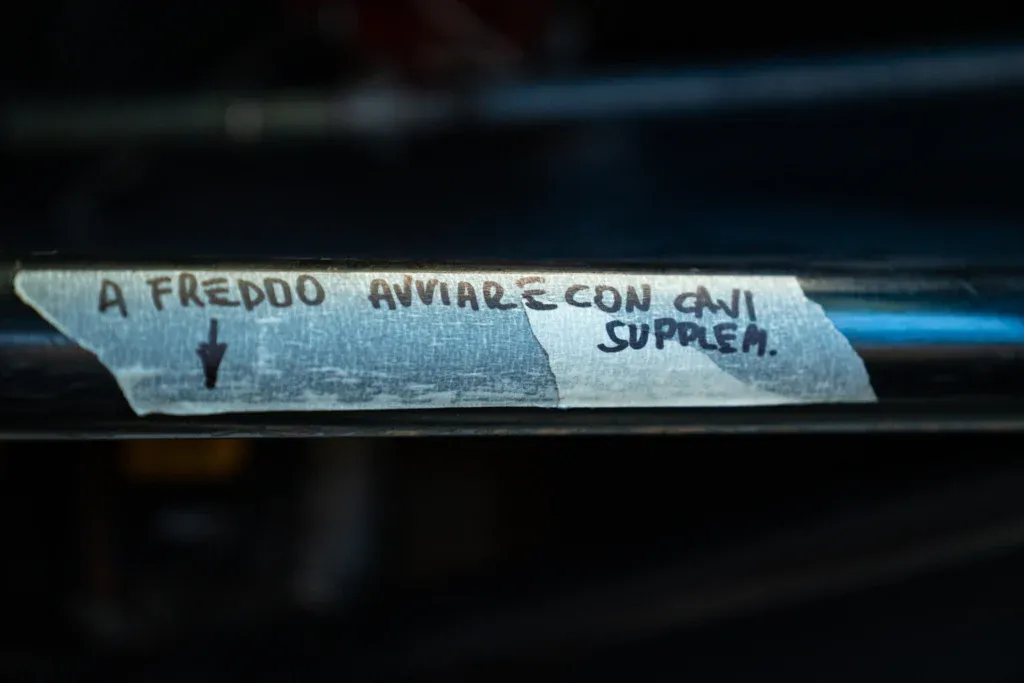 A FREDDO AVVIARE CON CAVI
SUPPLEM.